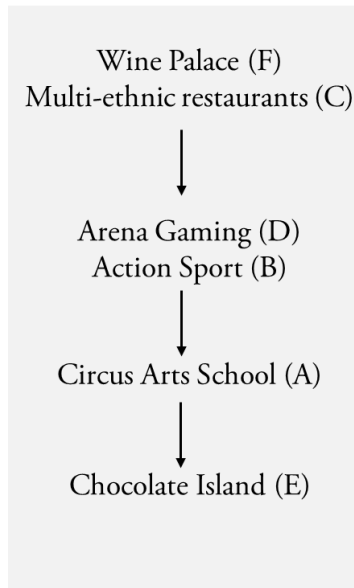 Wine Palace (F)
Multi-ethnic restaurants (C)
Arena Gaming (D)
Action Sport (B)
Circus Arts School (A)
Chocolate Island (E)